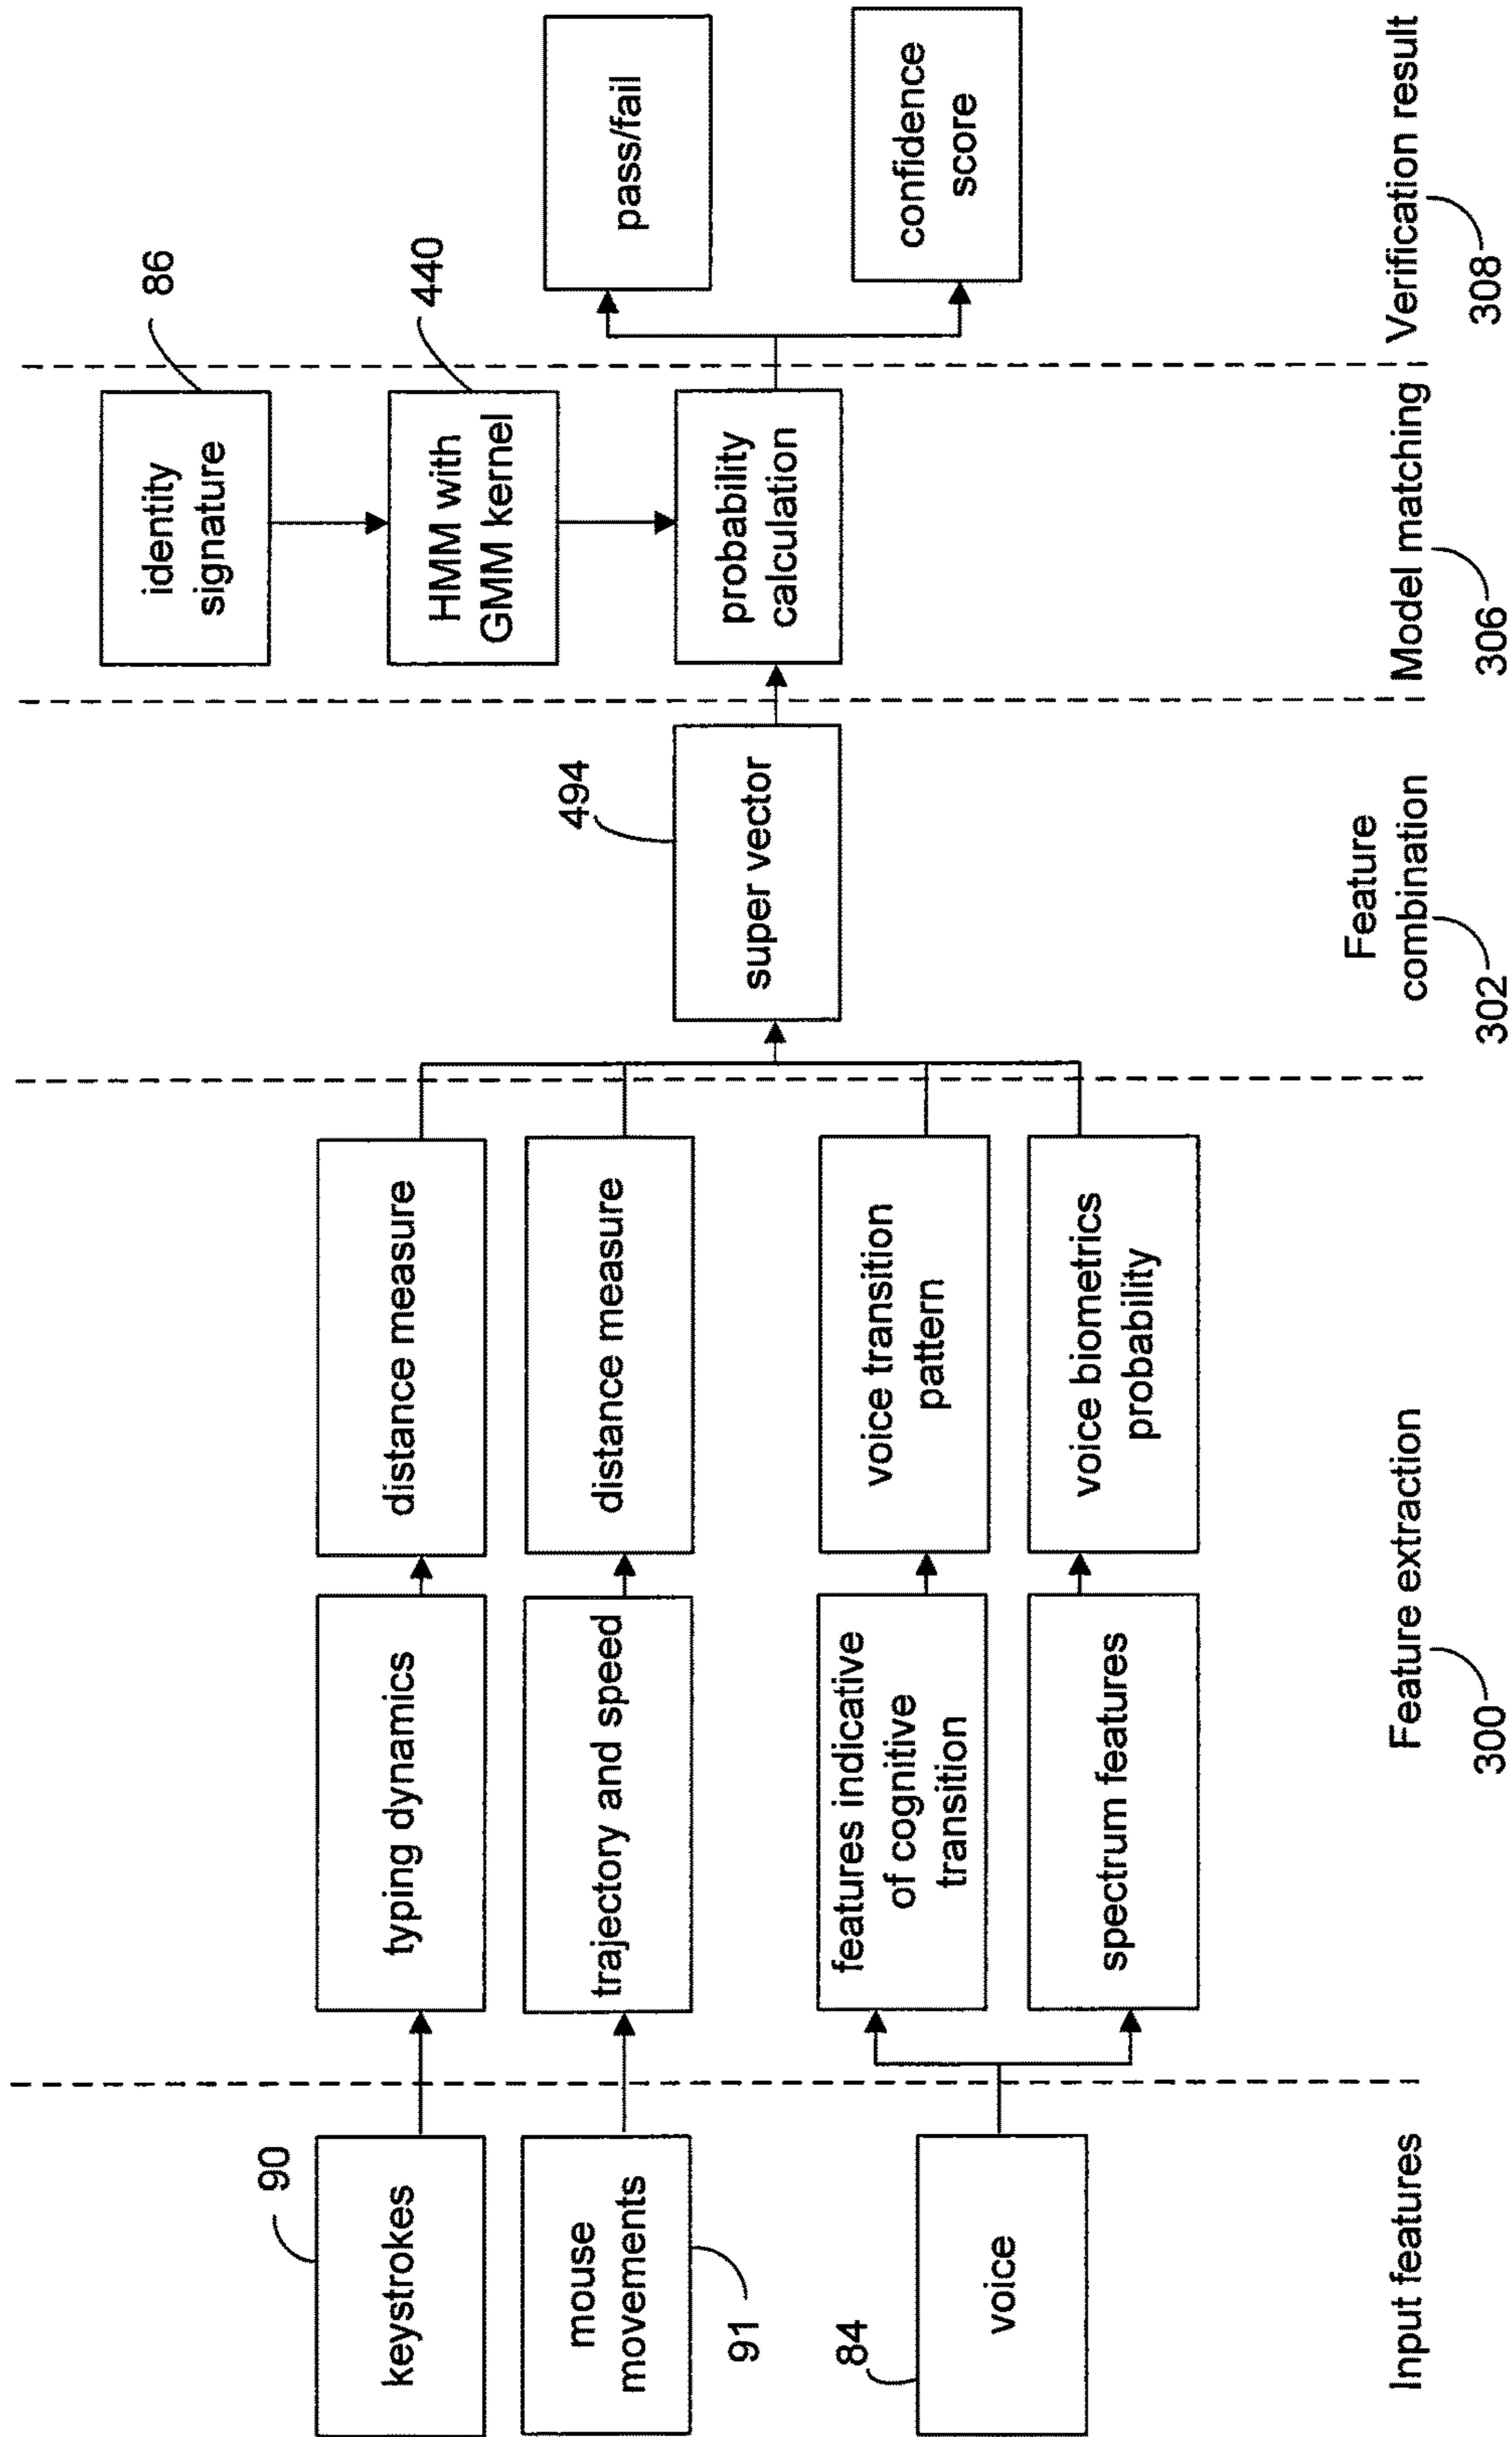 90
keystrokes
mouse
movements
91
84
voice
Input features
typing dynamics
trajectory and speed
features indicative
of cognitive
transition
spectrum features
distance measure
distance measure
voice transition
pattern
voice biometrics
probability
Feature extraction
300
494
super vector
Feature
combination
302
86
identity
signature
440
HMM with
GMM kernel
probability
calculation
Model matching
306
pass/fail
confidence
score
Verification result
308